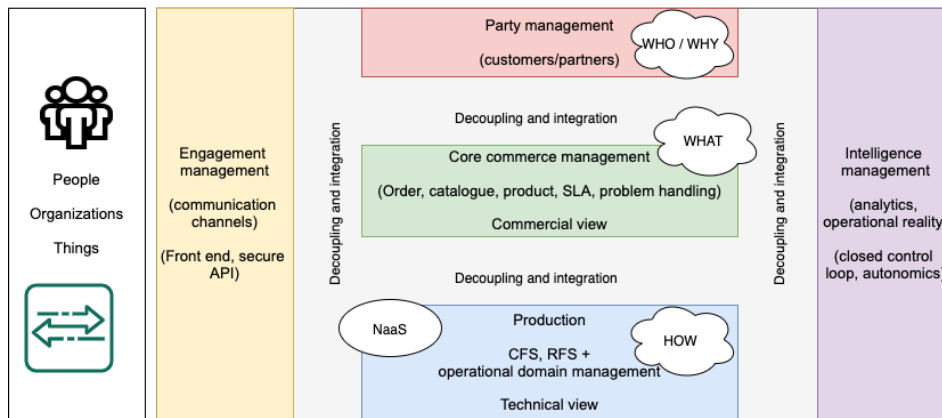 People
Organizations
Things
Engagement
management
(communication
channels)
(Front end, secure
API)
Decoupling and integration
Party management
(customers/partners)
WHO / WHY
Decoupling and integration
WHAT
Core commerce management
(Order, catalogue, product, SLA, problem handling)
Commercial view
Decoupling and integration
NaaS
Production
CFS, RFS +
operational domain management
Technical view
HOW
Decoupling and integration
Intelligence
management
(analytics,
operational reality)
(closed control
loop, autonomics)